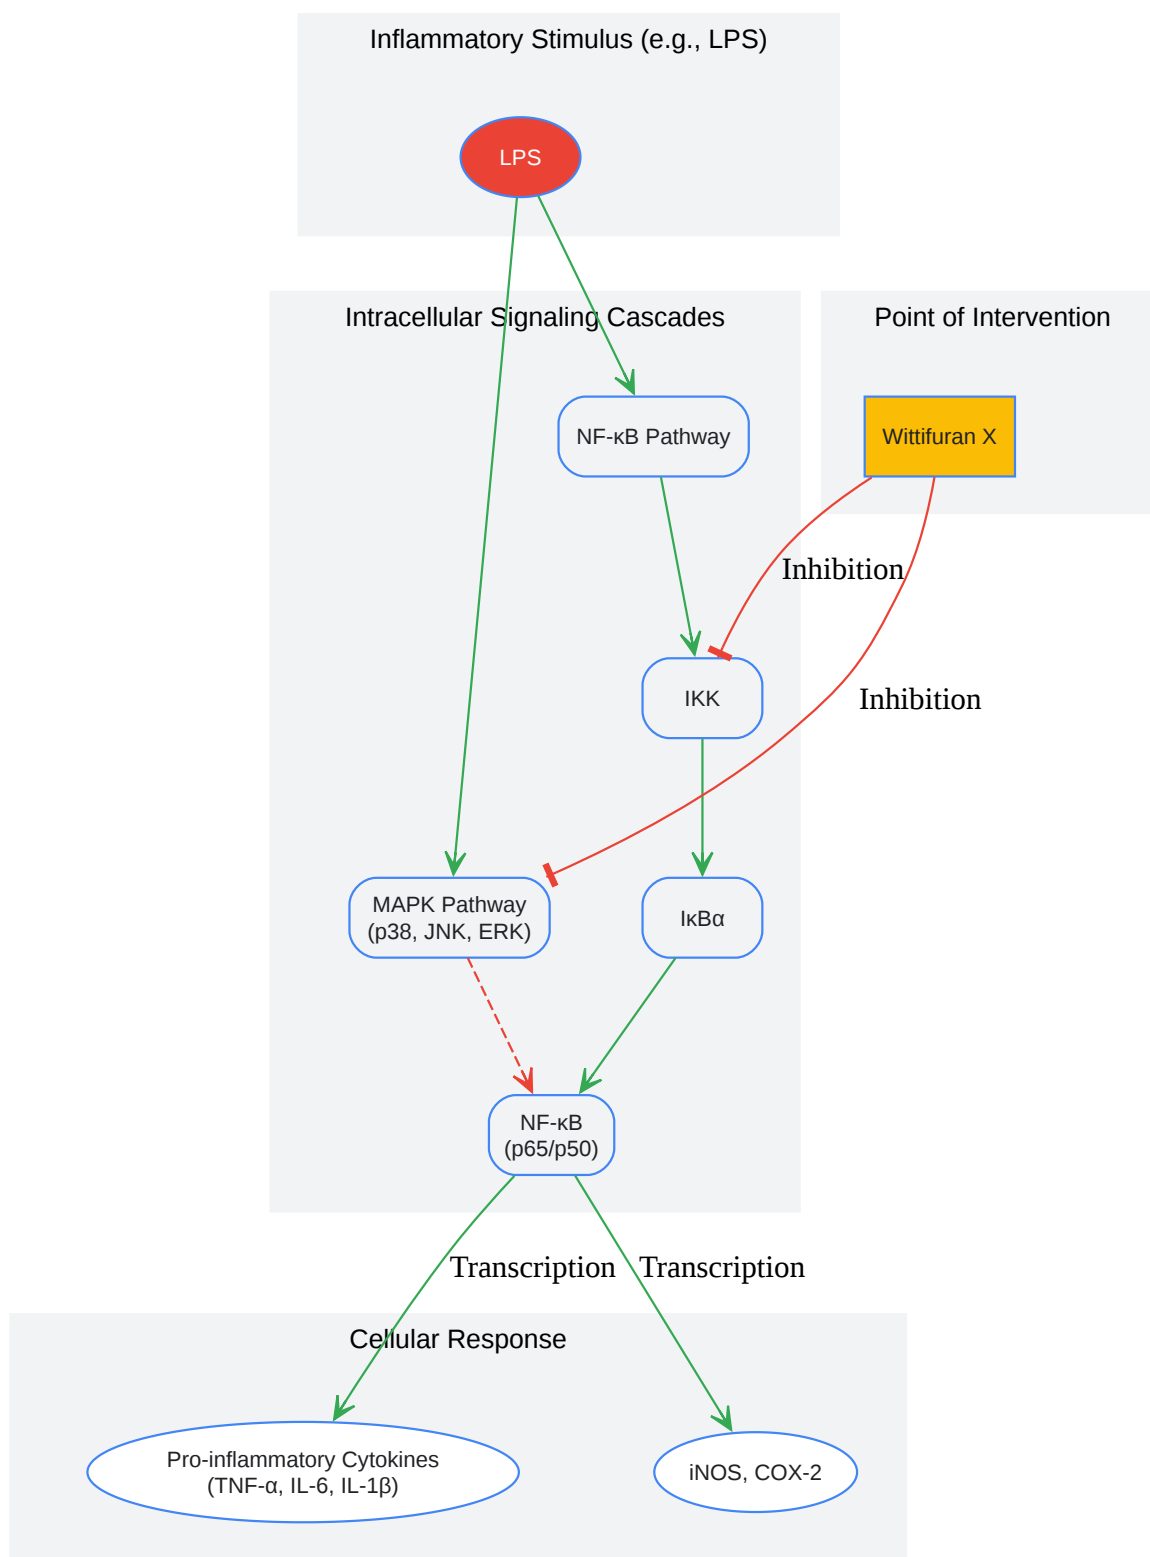 Inflammatory Stimulus (e.g., LPS)
LPS
Intracellular Signaling Cascades
Point of Intervention
NF-κB Pathway
Wittifuran X
Inhibition
IKK
Inhibition
MAPK Pathway
(p38, JNK, ERK)
IκBα
NF-κB
(p65/p50)
Transcription
Transcription
Cellular Response
Pro-inflammatory Cytokines
(TNF-α, IL-6, IL-1β)
iNOS, COX-2